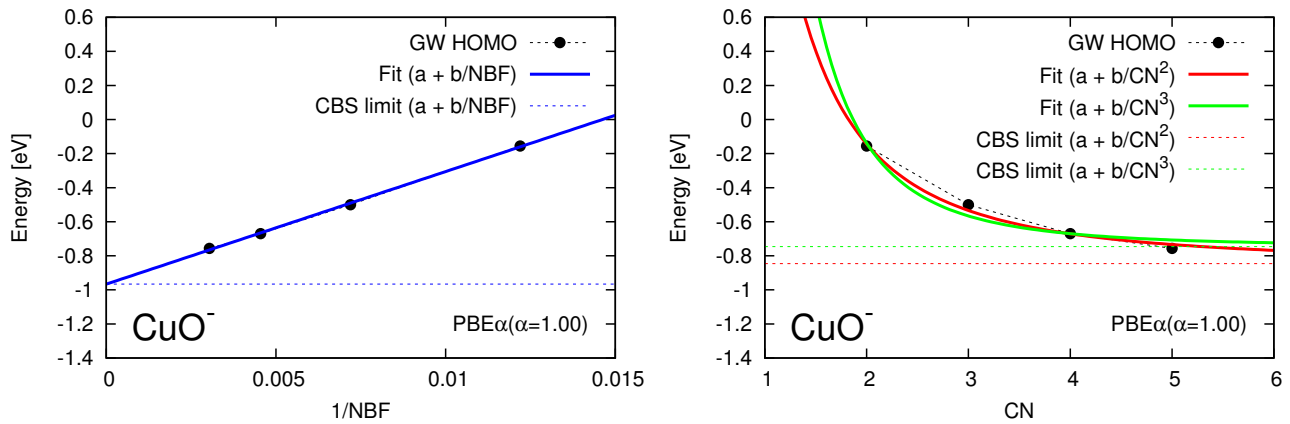 0.6
0.4
0.2
0
-0.2
-0.4
-0.6
-0.8
-1
-1.2
-1.4
Energy [eV]
GW HOMO
Fit (a + b/NBF)
CBS limit (a + b/NBF)
CuO⁻
PBEα(α=1.00)
0 0.005 0.01 0.015
1/NBF
0.6
0.4
0.2
0
-0.2
-0.4
-0.6
-0.8
-1
-1.2
-1.4
Energy [eV]
GW HOMO
Fit (a + b/CN²)
Fit (a + b/CN³)
CBS limit (a + b/CN²)
CBS limit (a + b/CN³)
CuO⁻
PBEα(α=1.00)
1 2 3 4 5 6
CN